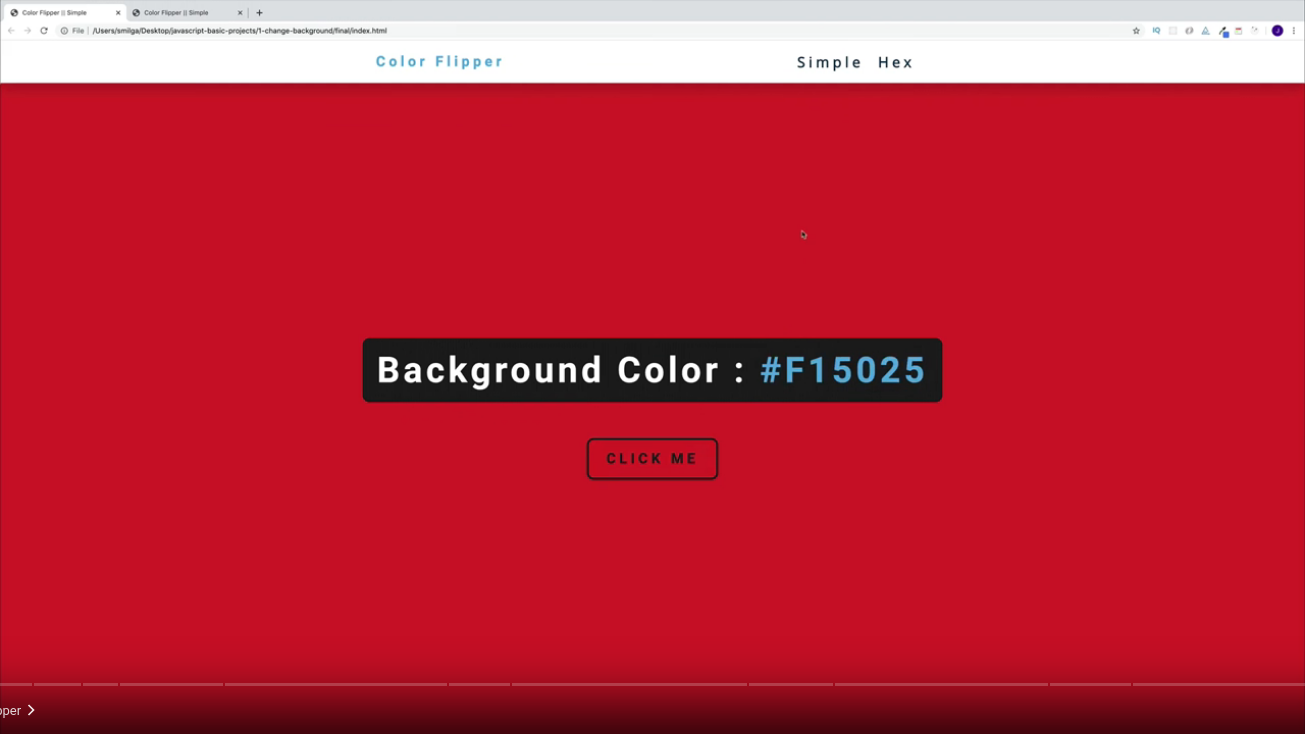 Color Flipper || Simple
Color Flipper || Simple
File | /Users/smilga/Desktop/javascript-basic-projects/1-change-background/final/index.html
IQ
J
Color Flipper
Simple Hex
Background Color : #F15025
CLICK ME
pper